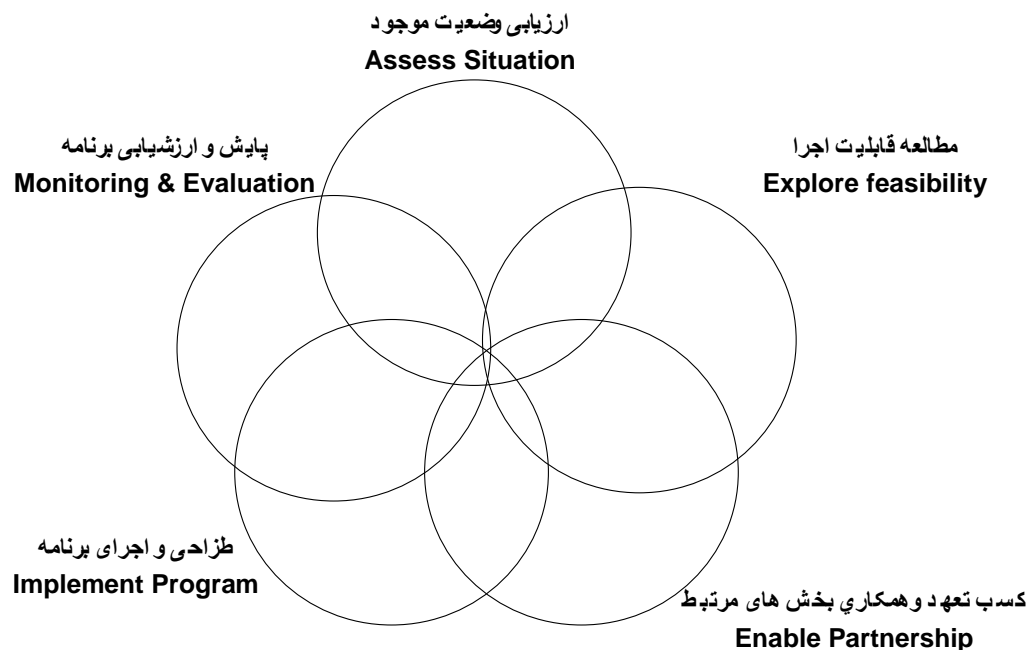 ارزیابی وضعیت موجود
Assess Situation
پایش و ارزشیابی برنامه
Monitoring & Evaluation
مطالعه قابلیت اجرا
Explore feasibility
طزاحی و اجرای برنامه
Implement Program
کسب تعهد وهمکاري بخش های مرتبط
Enable Partnership